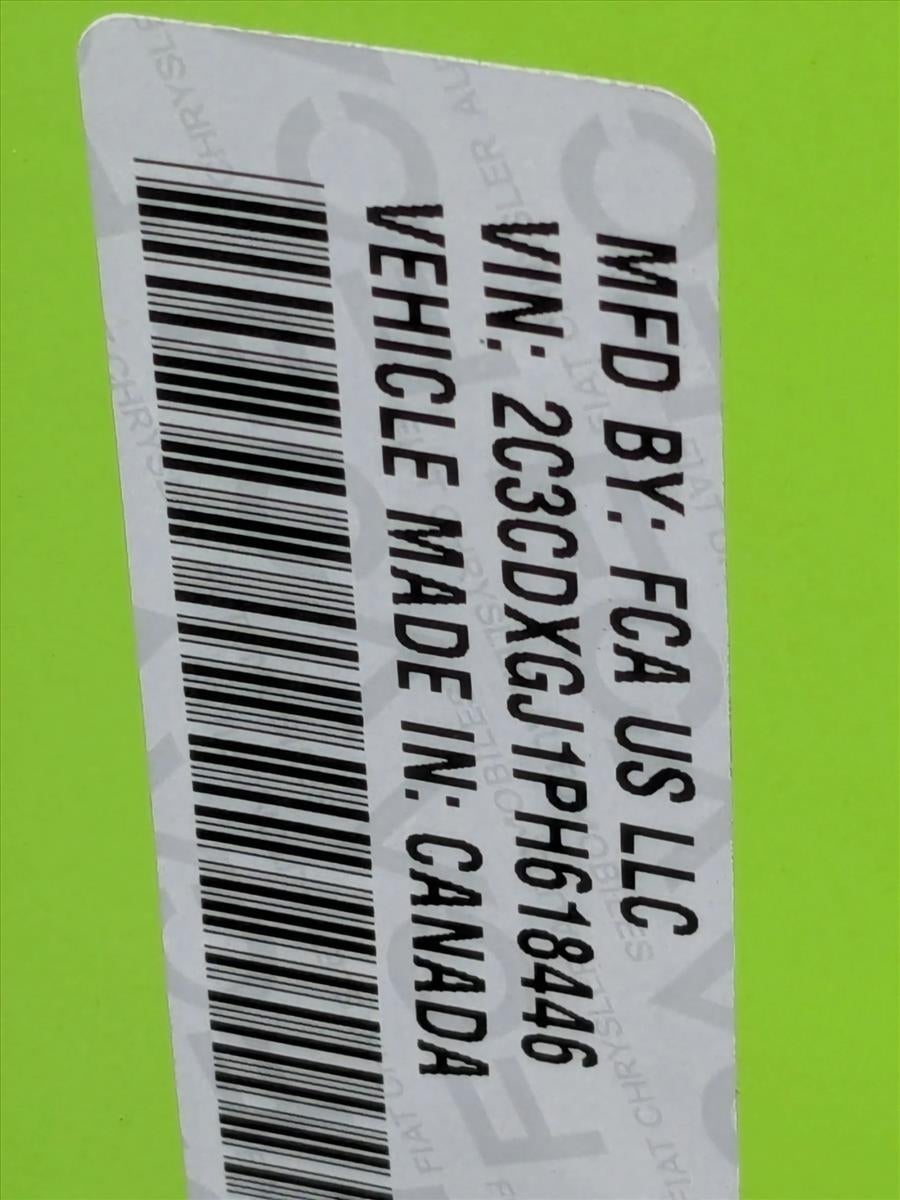 MFD BY: FCA US LLC
VIN: 2C3CDXGJ1PH618446
VEHICLE MADE IN: CANADA